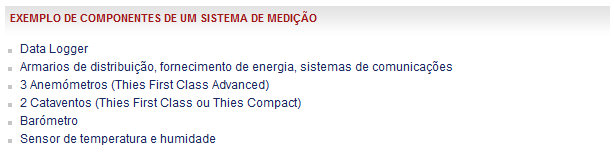 EXEMPLO DE COMPONENTES DE UM SISTEMA DE MEDIÇÃO
Data Logger
Armarios de distribuição, fornecimento de energia, sistemas de comunicações
3 Anemómetros (Thies First Class Advanced)
2 Cataventos (Thies First Class ou Thies Compact)
Barómetro
Sensor de temperatura e humidade